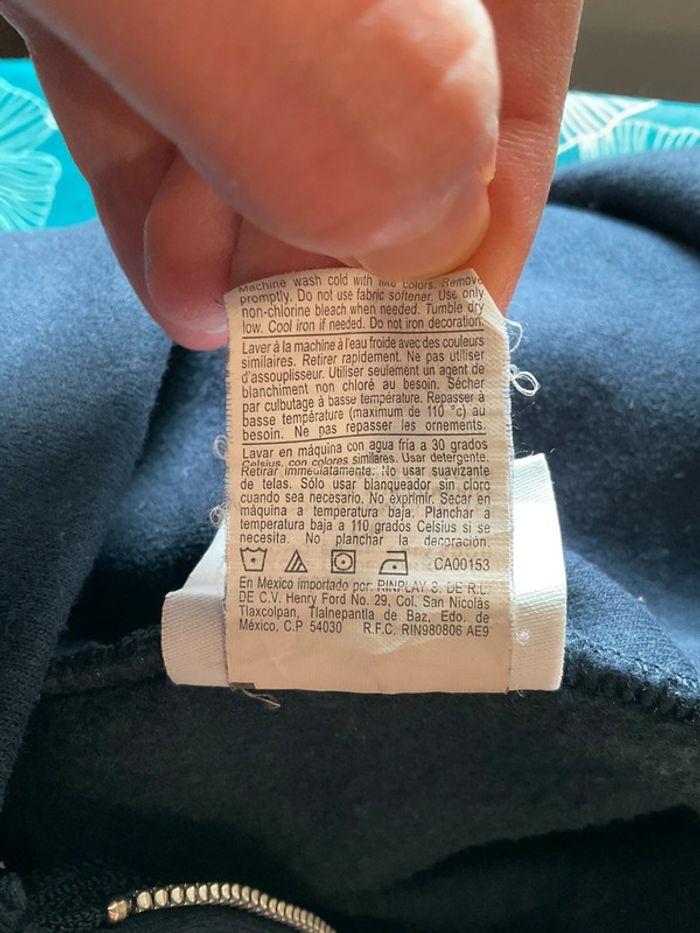 Machine wash cold with like colors. Remove
promptly. Do not use fabric softener. Use only
non-chlorine bleach when needed. Tumble dry
low. Cool iron if needed. Do not iron decoration.
Laver à la machine à l'eau froide avec des couleurs
similaires. Retirer rapidement. Ne pas utiliser
d'assouplisseur. Utiliser seulement un agent de
blanchiment non chloré au besoin. Sécher
par culbutage à basse température. Repasser à
basse température (maximum de 110 °c) au
besoin. Ne pas repasser les ornements.
Lavar en máquina con agua fría a 30 grados
Celsius, con colores similares. Usar detergente.
Retirar immediatamente. No usar suavizante
de telas. Sólo usar blanqueador sin cloro
cuando sea necesario. No exprimir. Secar en
máquina a temperatura baja. Planchar a
temperatura baja a 110 grados Celsius si se
necesita. No planchar la decoración.
CA00153
En Mexico importado por: RINPLAY S. DE R.L.
DE C.V. Henry Ford No. 29, Col. San Nicolás
Tlaxcolpan, Tlalnepantla de Baz, Edo. de
México, C.P 54030 R.F.C. RIN980806 AE9